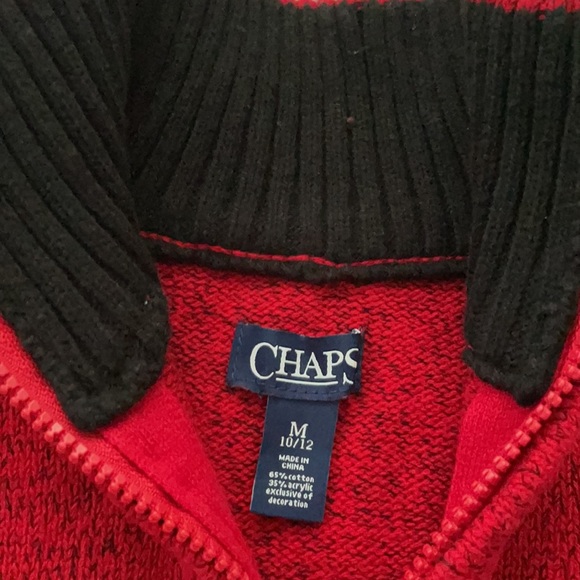 CHAPS
M
10/12
MADE IN
CHINA
65% cotton
35% acrylic
exclusive of
decoration